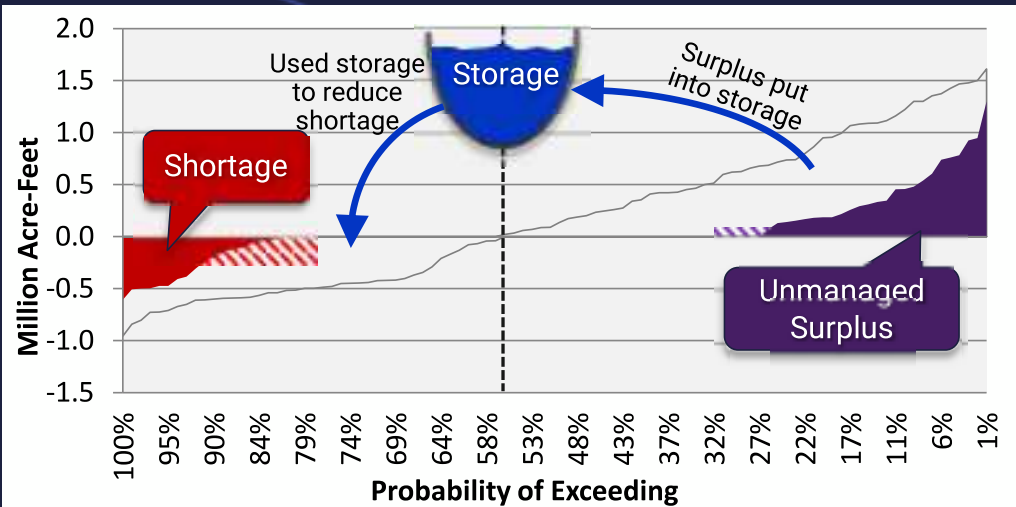 2.0
1.5
1.0
0.5
0.0
-0.5
-1.0
-1.5
Million Acre-Feet
Used storage
to reduce
shortage
Storage
Surplus put
into storage
Shortage
Unmanaged
Surplus
100% 95% 90% 84% 79% 74% 69% 64% 58% 53% 48% 43% 37% 32% 27% 22% 17% 11% 6% 1%
Probability of Exceeding